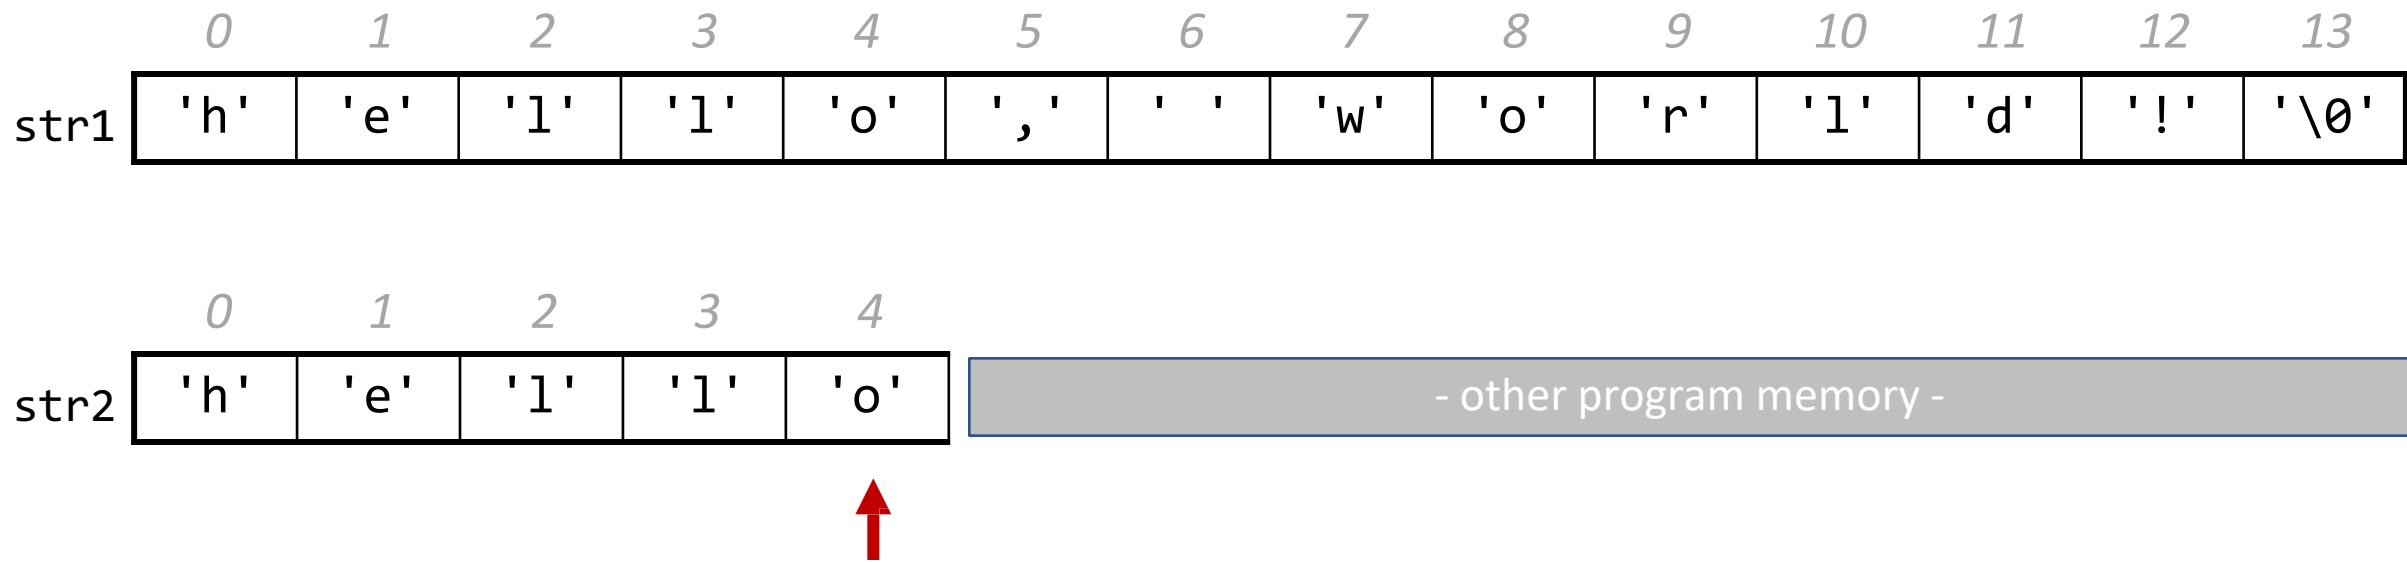 0 1 2 3 4 5 6 7 8 9 10 11 12 13
str1 'h' 'e' 'l' 'l' 'o' ',' ' ' 'w' 'o' 'r' 'l' 'd' '!' '\0'
0 1 2 3 4
str2 'h' 'e' 'l' 'l' 'o' - other program memory -